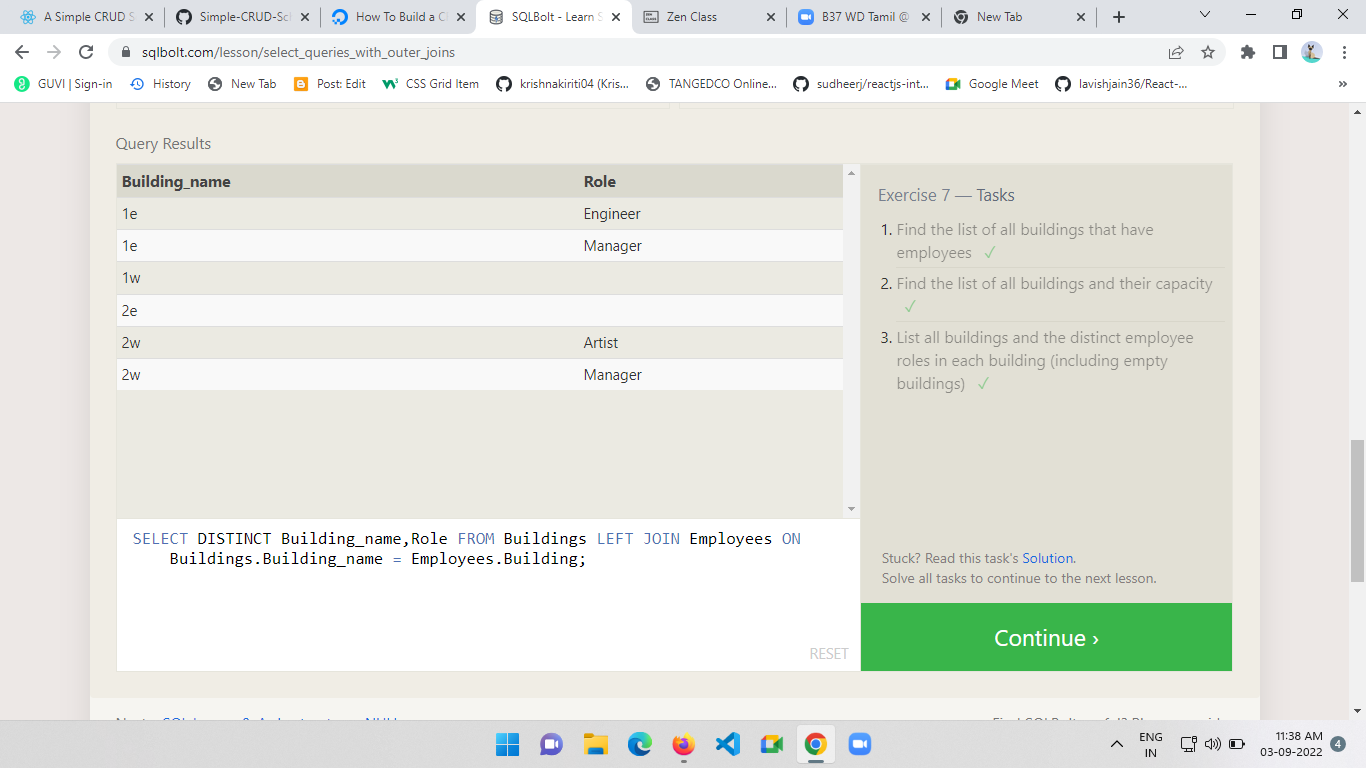 A Simple CRUD S
Simple-CRUD-Scl
How To Build a C
SQLBolt - Learn S
Zen Class
B37 WD Tamil @
New Tab
sqlbolt.com/lesson/select_queries_with_outer_joins
GUVI | Sign-in
History
New Tab
Post: Edit
CSS Grid Item
krishnakiriti04 (Kris...
TANGEDCO Online...
sudheerj/reactjs-int...
Google Meet
lavishjain36/React-...
»
Query Results
Building_name Role
1e Engineer
1e Manager
1w
2e
2w Artist
2w Manager
SELECT DISTINCT Building_name,Role FROM Buildings LEFT JOIN Employees ON
Buildings.Building_name = Employees.Building;
RESET
Exercise 7 — Tasks
1. Find the list of all buildings that have
employees ✓
2. Find the list of all buildings and their capacity
✓
3. List all buildings and the distinct employee
roles in each building (including empty
buildings) ✓
Stuck? Read this task's Solution.
Solve all tasks to continue to the next lesson.
Continue ›
ENG
IN
11:38 AM
03-09-2022
4